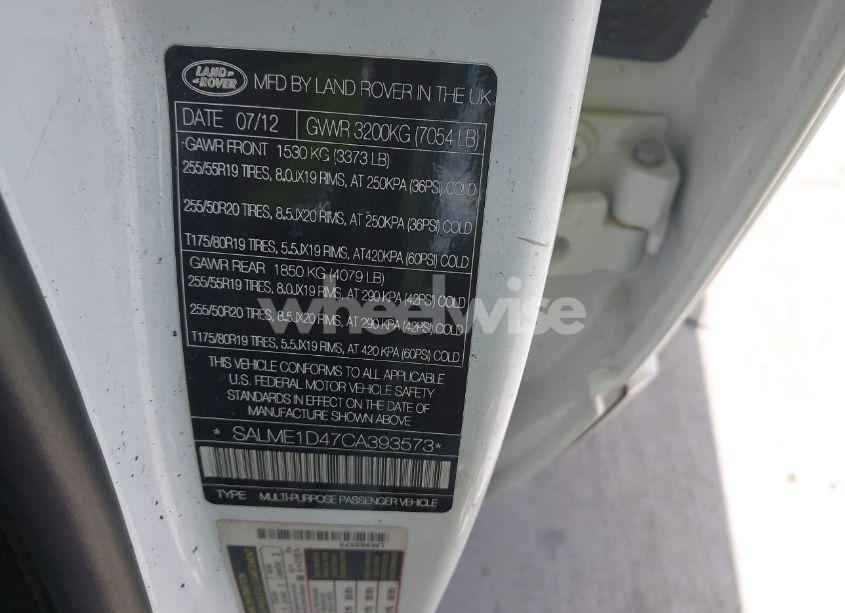 LAND ROVER
MFD BY LAND ROVER IN THE UK
DATE 07/12 GVWR 3200KG (7054 LB)
GAWR FRONT 1530 KG (3373 LB)
255/55R19 TIRES, 8.0JX19 RIMS, AT 250KPA (36PSI) COLD
255/50R20 TIRES, 8.5JX20 RIMS, AT 250KPA (36PSI) COLD
T175/80R19 TIRES, 5.5JX19 RIMS, AT420KPA (60PSI) COLD
GAWR REAR 1850 KG (4079 LB)
255/55R19 TIRES, 8.0JX19 RIMS, AT 290 KPA (42PSI) COLD
wheelwise
255/50R20 TIRES, 8.5JX20 RIMS, AT 290 KPA (42PSI) COLD
T175/80R19 TIRES, 5.5JX19 RIMS, AT 420 KPA (60PSI) COLD
THIS VEHICLE CONFORMS TO ALL APPLICABLE
U.S. FEDERAL MOTOR VEHICLE SAFETY
STANDARDS IN EFFECT ON THE DATE OF
MANUFACTURE SHOWN ABOVE
* SALME1D47CA393573*
TYPE MULTI-PURPOSE PASSENGER VEHICLE